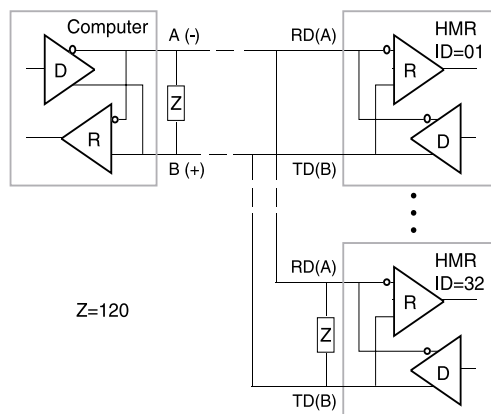 Computer
A (-)
RD(A)
HMR
ID=01
D
R
Z
R
D
B (+)
TD(B)
RD(A)
HMR
ID=32
R
Z=120
Z
D
TD(B)